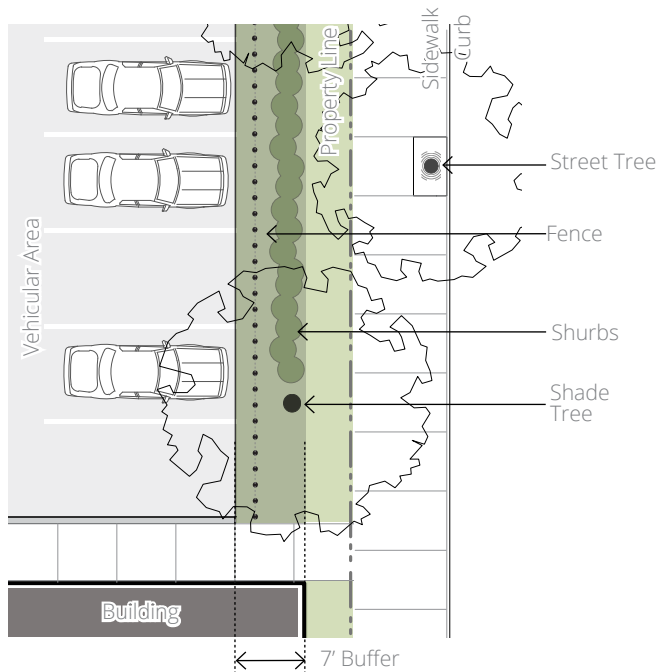 Sidewalk
Curb
Property Line
Street Tree
Fence
Vehicular Area
Shurbs
Shade
Tree
Building
7’ Buffer